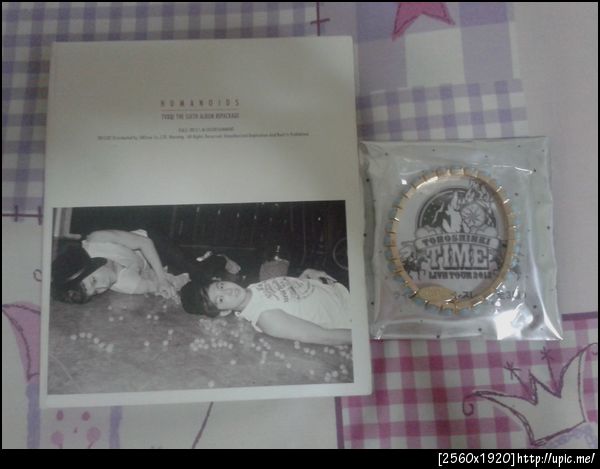 HUMANOIDS
TVXQ! THE SIXTH ALBUM REPACKAGE
TOHOSHINKI
TIME
LIVE TOUR 2013
[2560x1920]http://upic.me/